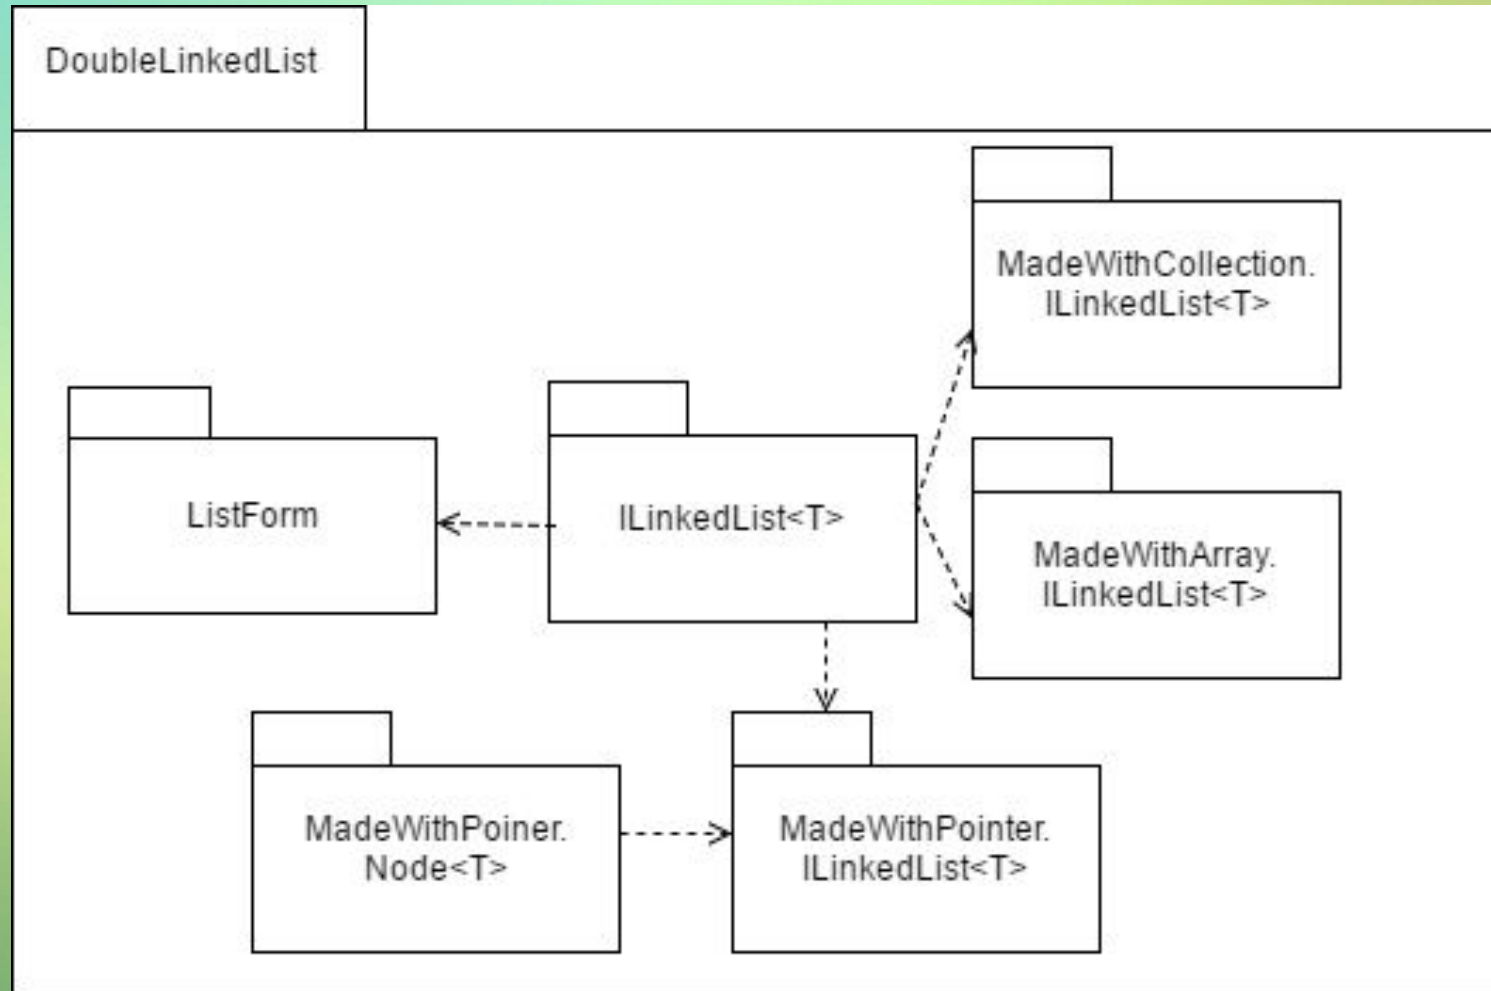 DoubleLinkedList
MadeWithCollection.
ILinkedList<T>
ListForm
ILinkedList<T>
MadeWithArray.
ILinkedList<T>
MadeWithPoiner.
Node<T>
MadeWithPointer.
ILinkedList<T>